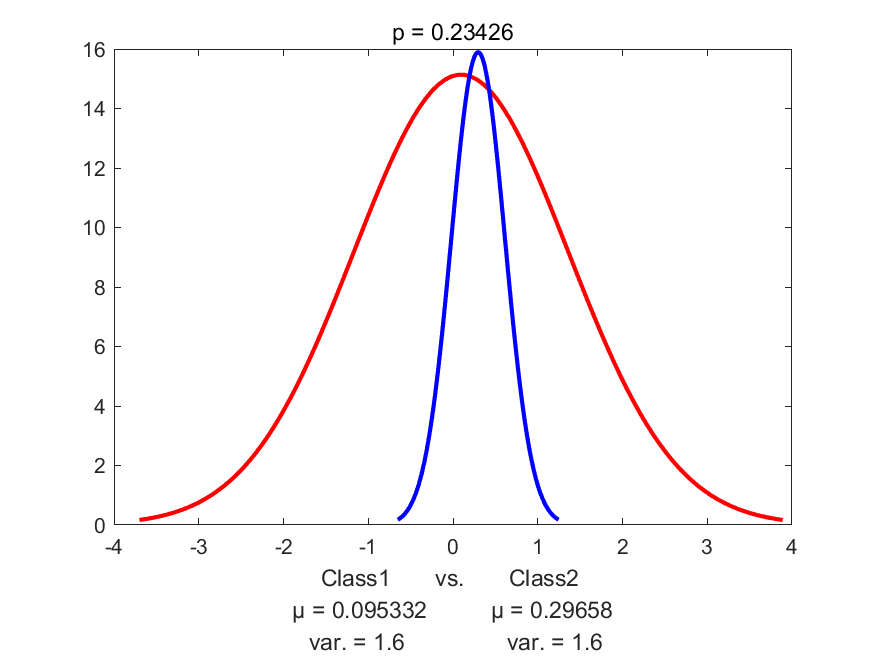 p = 0.23426
16
14
12
10
8
6
4
2
0
-4 -3 -2 -1 0 1 2 3 4
Class1 vs. Class2
μ = 0.095332 μ = 0.29658
var. = 1.6 var. = 1.6